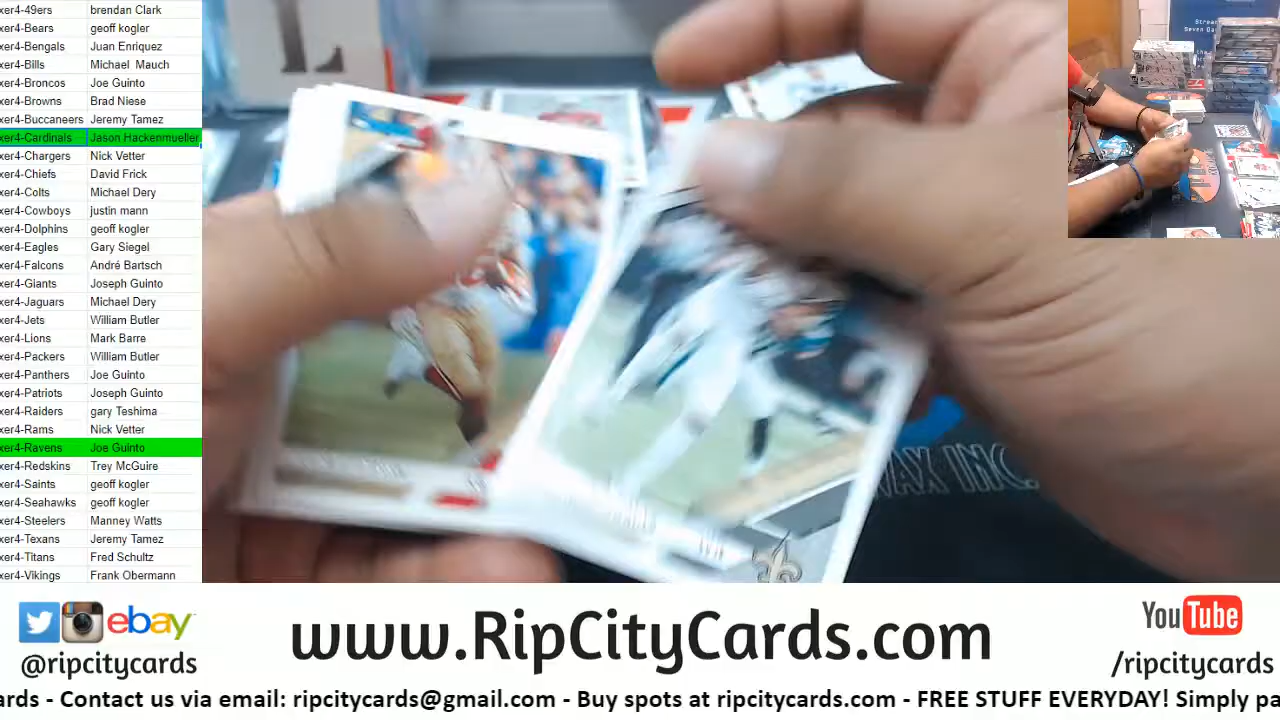 xer4-49ers brendan Clark
xer4-Bears geoff kogler
xer4-Bengals Juan Enriquez
xer4-Bills Michael Mauch
xer4-Broncos Joe Guinto
xer4-Browns Brad Niese
xer4-Buccaneers Jeremy Tamez
xer4-Cardinals Jason Hackenmueller
xer4-Chargers Nick Vetter
xer4-Chiefs David Frick
xer4-Colts Michael Dery
xer4-Cowboys justin mann
xer4-Dolphins geoff kogler
xer4-Eagles Gary Siegel
xer4-Falcons André Bartsch
xer4-Giants Joseph Guinto
xer4-Jaguars Michael Dery
xer4-Jets William Butler
xer4-Lions Mark Barre
xer4-Packers William Butler
xer4-Panthers Joe Guinto
xer4-Patriots Joseph Guinto
xer4-Raiders gary Teshima
xer4-Rams Nick Vetter
xer4-Ravens Joe Guinto
xer4-Redskins Trey McGuire
xer4-Saints geoff kogler
xer4-Seahawks geoff kogler
xer4-Steelers Manney Watts
xer4-Texans Jeremy Tamez
xer4-Titans Fred Schultz
xer4-Vikings Frank Obermann
WAX INC.
ebay
@ripcitycards
www.RipCityCards.com
YouTube
/ripcitycards
ards - Contact us via email: ripcitycards@gmail.com - Buy spots at ripcitycards.com - FREE STUFF EVERYDAY! Simply pa